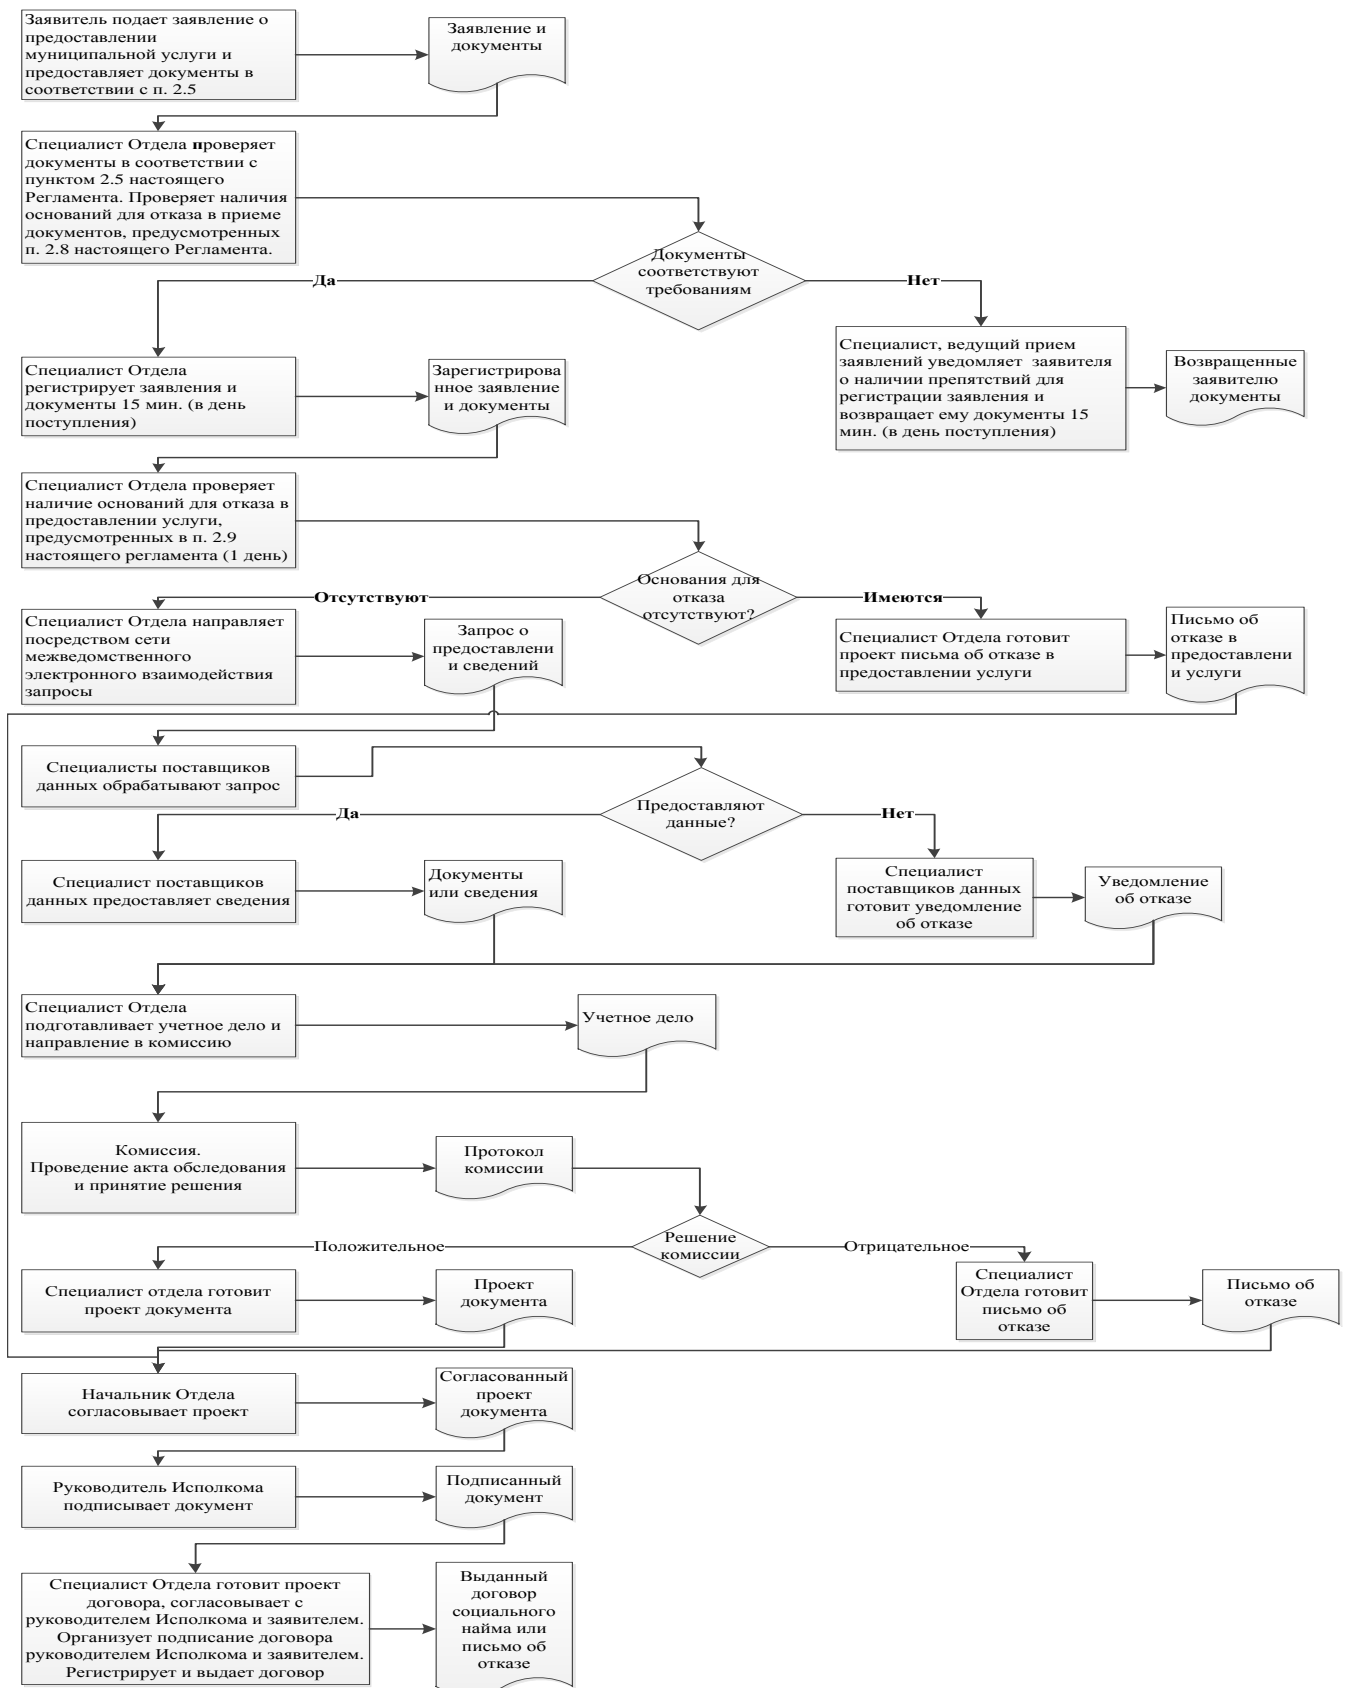 Заявитель подает заявление о
предоставлении
муниципальной услуги и
предоставляет документы в
соответствии с п. 2.5
Заявление и
документы
Специалист Отдела проверяет
документы в соответствии с
пунктом 2.5 настоящего
Регламента. Проверяет наличия
оснований для отказа в приеме
документов, предусмотренных
п. 2.8 настоящего Регламента.
Документы
соответствуют
требованиям
Да
Нет
Специалист Отдела
регистрирует заявления и
документы 15 мин. (в день
поступления)
Зарегистрирова
нное заявление
и документы
Специалист, ведущий прием
заявлений уведомляет заявителя
о наличии препятствий для
регистрации заявления и
возвращает ему документы 15
мин. (в день поступления)
Возвращенные
заявителю
документы
Специалист Отдела проверяет
наличие оснований для отказа в
предоставлении услуги,
предусмотренных в п. 2.9
настоящего регламента (1 день)
Основания для
отказа
отсутствуют?
Отсутствуют
Имеются
Специалист Отдела направляет
посредством сети
межведомственного
электронного взаимодействия
запросы
Запрос о
предоставлени
и сведений
Специалист Отдела готовит
проект письма об отказе в
предоставлении услуги
Письмо об
отказе в
предоставлени
и услуги
Специалисты поставщиков
данных обрабатывают запрос
Предоставляют
данные?
Да
Нет
Специалист поставщиков
данных предоставляет сведения
Документы
или сведения
Специалист
поставщиков данных
готовит уведомление
об отказе
Уведомление
об отказе
Специалист Отдела
подготавливает учетное дело и
направление в комиссию
Учетное дело
Комиссия.
Проведение акта обследования
и принятие решения
Протокол
комиссии
Решение
комиссии
Положительное
Отрицательное
Специалист отдела готовит
проект документа
Проект
документа
Специалист
Отдела готовит
письмо об
отказе
Письмо об
отказе
Начальник Отдела
согласовывает проект
Согласованный
проект
документа
Руководитель Исполкома
подписывает документ
Подписанный
документ
Специалист Отдела готовит проект
договора, согласовывает с
руководителем Исполкома и заявителем.
Организует подписание договора
руководителем Исполкома и заявителем.
Регистрирует и выдает договор
Выданный
договор
социального
найма или
письмо об
отказе